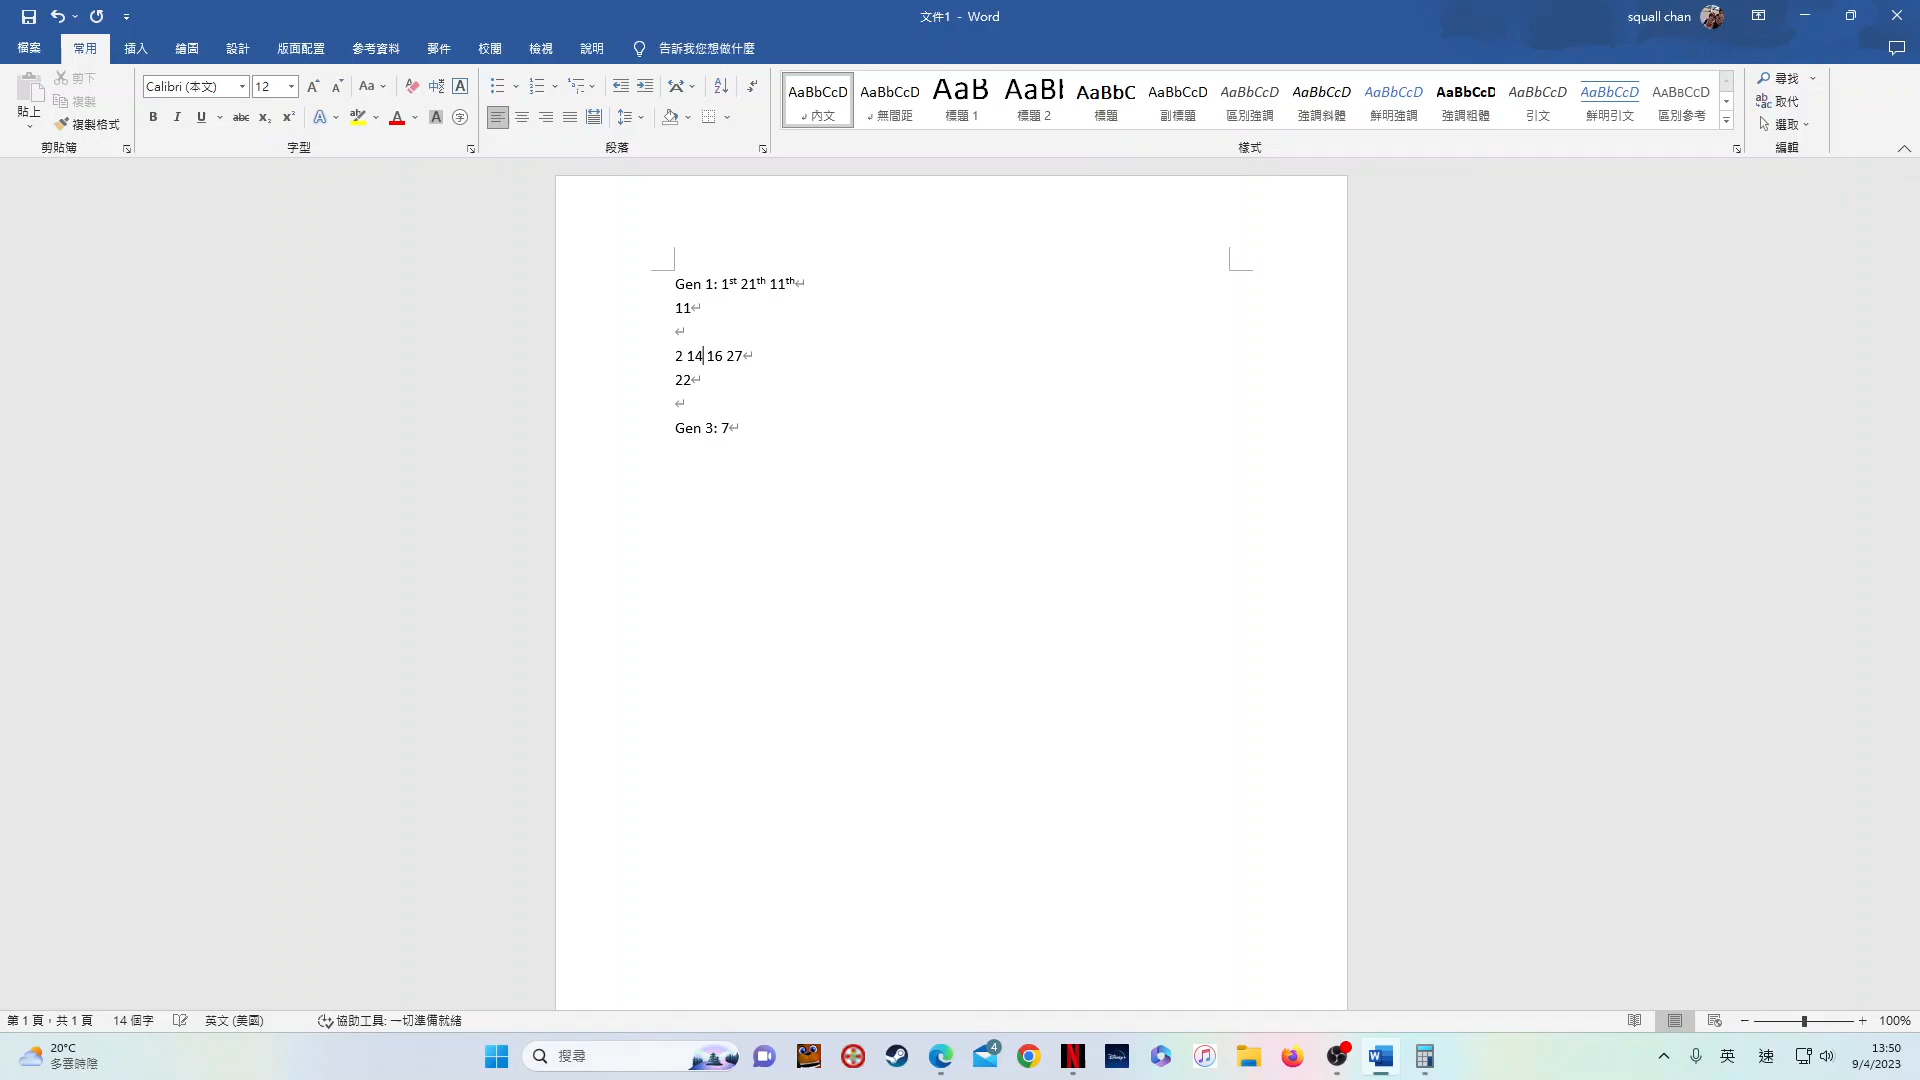 文件1 - Word
squall chan
檔案 常用 插入 繪圖 設計 版面配置 參考資料 郵件 校閱 檢視 說明 告訴我您想做什麼
貼上
剪下
複製
複製格式
剪貼簿
Calibri (本文) 12
字型
段落
AaBbCcD AaBbCcD AaB AaBl AaBbC AaBbCcD AaBbCcD AaBbCcD AaBbCcD AaBbCcD AaBbCcD AaBbCcD AABBCCD
內文 無間距 標題 1 標題 2 標題 副標題 區別強調 強調斜體 鮮明強調 強調粗體 引文 鮮明引文 區別參考
樣式
尋找
取代
選取
編輯
Gen 1: 1st 21th 11th
11
2 14 16 27
22
Gen 3: 7
第 1 頁，共 1 頁 14 個字 英文 (美國) 協助工具: 一切準備就緒 100%
20°C
多雲時陰
搜尋
4
英 速
13:50
9/4/2023